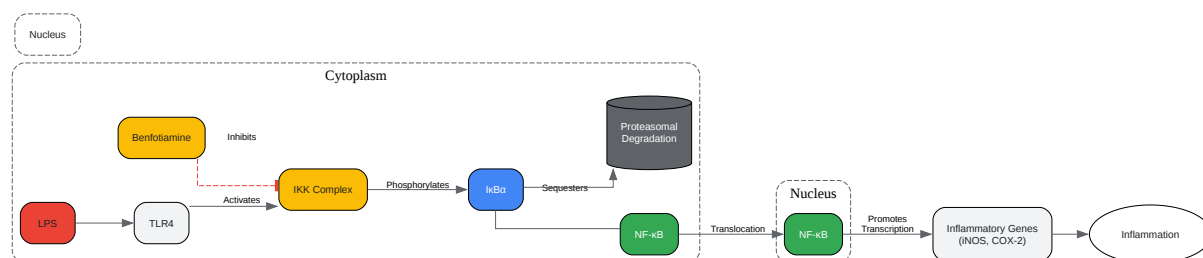 Nucleus
Cytoplasm
Benfotiamine
Inhibits
Proteasomal
Degradation
IKK Complex
Phosphorylates
IκBα
Sequesters
Activates
LPS
TLR4
NF-κB
Translocation
Nucleus
NF-κB
Promotes
Transcription
Inflammatory Genes
(iNOS, COX-2)
Inflammation